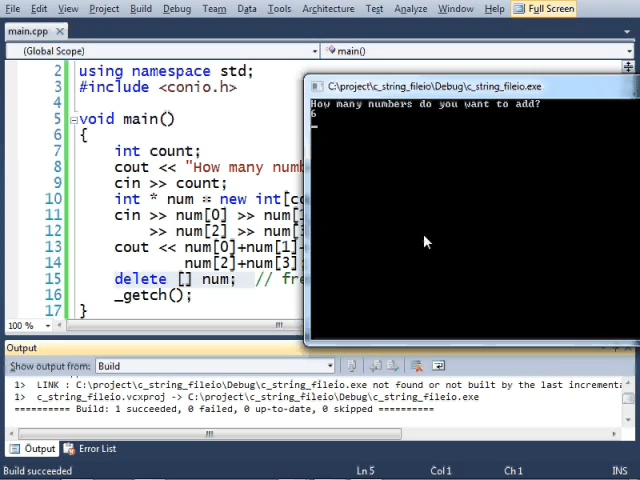 File Edit View Project Build Debug Team Data Tools Architecture Test Analyze Window Help Full Screen
main.cpp
(Global Scope) main()
2 using namespace std;
3 #include <conio.h>
4
5 void main()
6 {
7 int count;
8 cout << "How many numb
9 cin >> count;
10 int * num = new int[co
11 cin >> num[0] >> num[1
12 >> num[2] >> num[3
13 cout << num[0]+num[1]
14 num[2]+num[3]
15 delete [] num; // fre
16 _getch();
17 }
C:\project\c_string_fileio\Debug\c_string_fileio.exe
How many numbers do you want to add?
6
100 %
Output
Show output from: Build
1> LINK : C:\project\c_string_fileio\Debug\c_string_fileio.exe not found or not built by the last incrementa
1> c_string_fileio.vcxproj -> C:\project\c_string_fileio\Debug\c_string_fileio.exe
========== Build: 1 succeeded, 0 failed, 0 up-to-date, 0 skipped ==========
Output Error List
Build succeeded Ln 5 Col 1 Ch 1 INS